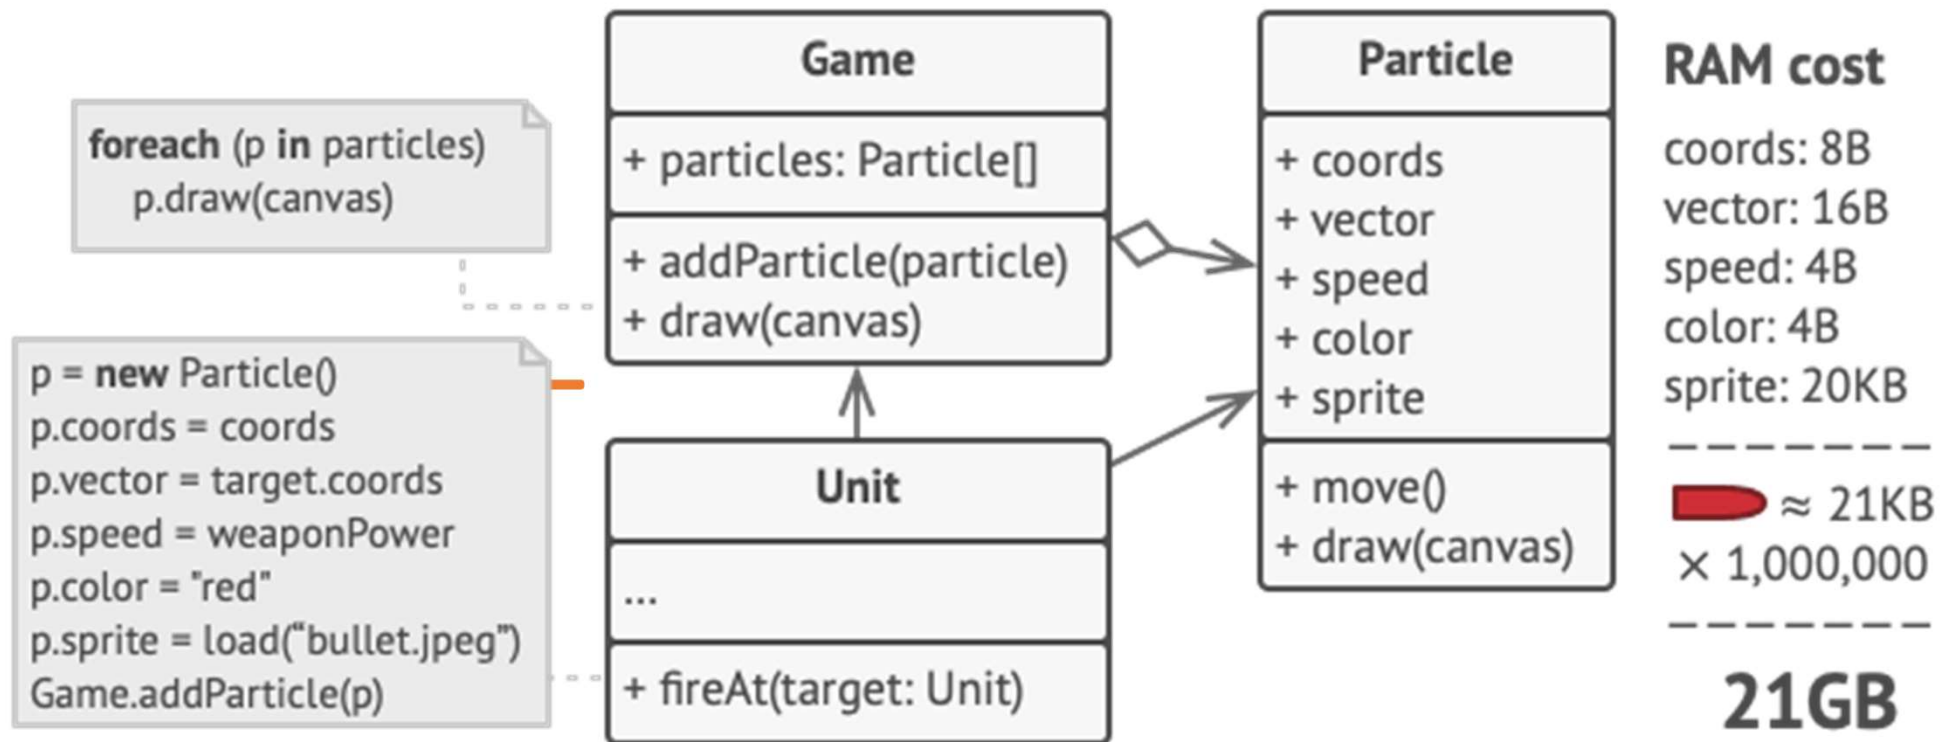 foreach (p in particles)
p.draw(canvas)
p = new Particle()
p.coords = coords
p.vector = target.coords
p.speed = weaponPower
p.color = "red"
p.sprite = load(“bullet.jpeg”)
Game.addParticle(p)
Game
+ particles: Particle[]
+ addParticle(particle)
+ draw(canvas)
Unit
...
+ fireAt(target: Unit)
Particle
+ coords
+ vector
+ speed
+ color
+ sprite
+ move()
+ draw(canvas)
RAM cost
coords: 8B
vector: 16B
speed: 4B
color: 4B
sprite: 20KB
≈ 21KB
× 1,000,000
21GB